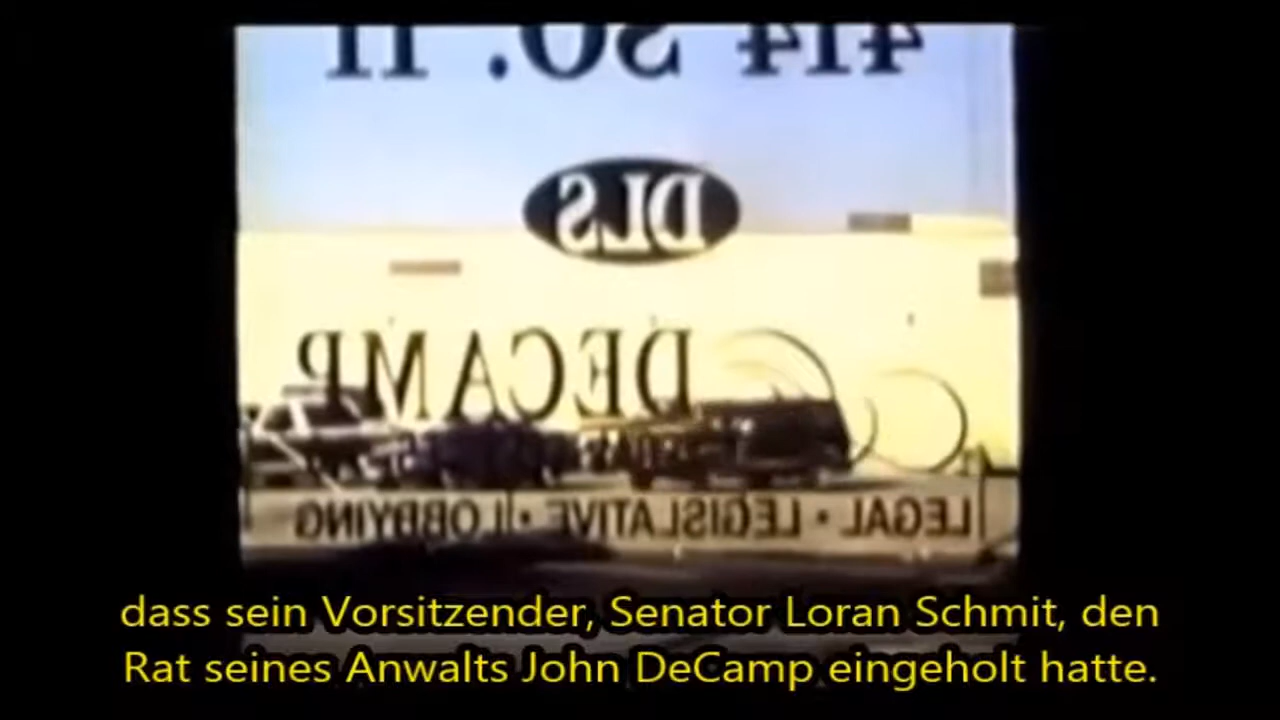 414 SO. 11
DLS
DECAMP
LEGAL • LEGISLATIVE • LOBBYING
dass sein Vorsitzender, Senator Loran Schmit, den
Rat seines Anwalts John DeCamp eingeholt hatte.